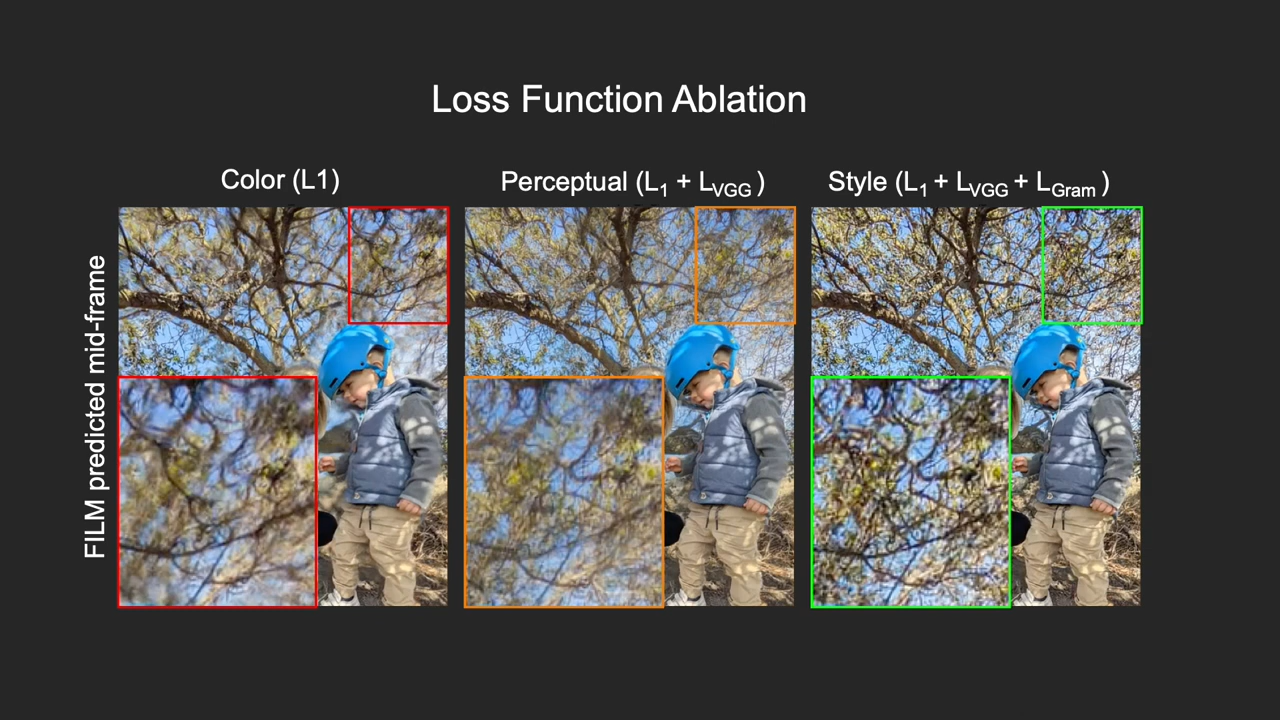 Loss Function Ablation
Color (L1)
Perceptual (L1 + LVGG )
Style (L1 + LVGG + LGram )
FILM predicted mid-frame